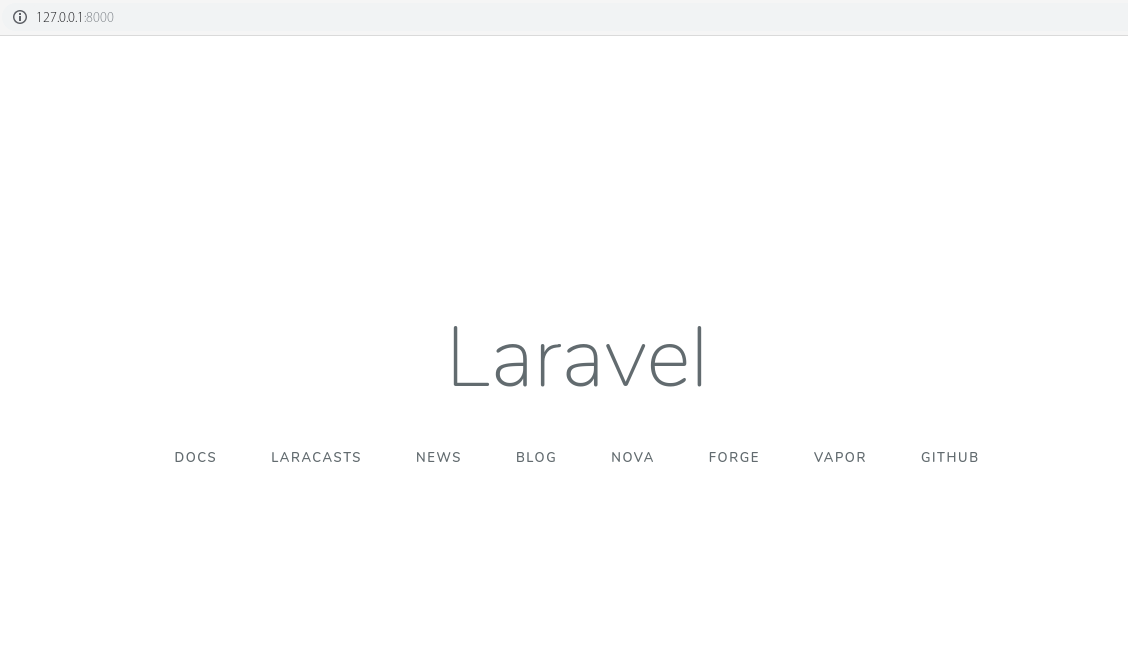 127.0.0.1:8000
Laravel
DOCS LARACASTS NEWS BLOG NOVA FORGE VAPOR GITHUB